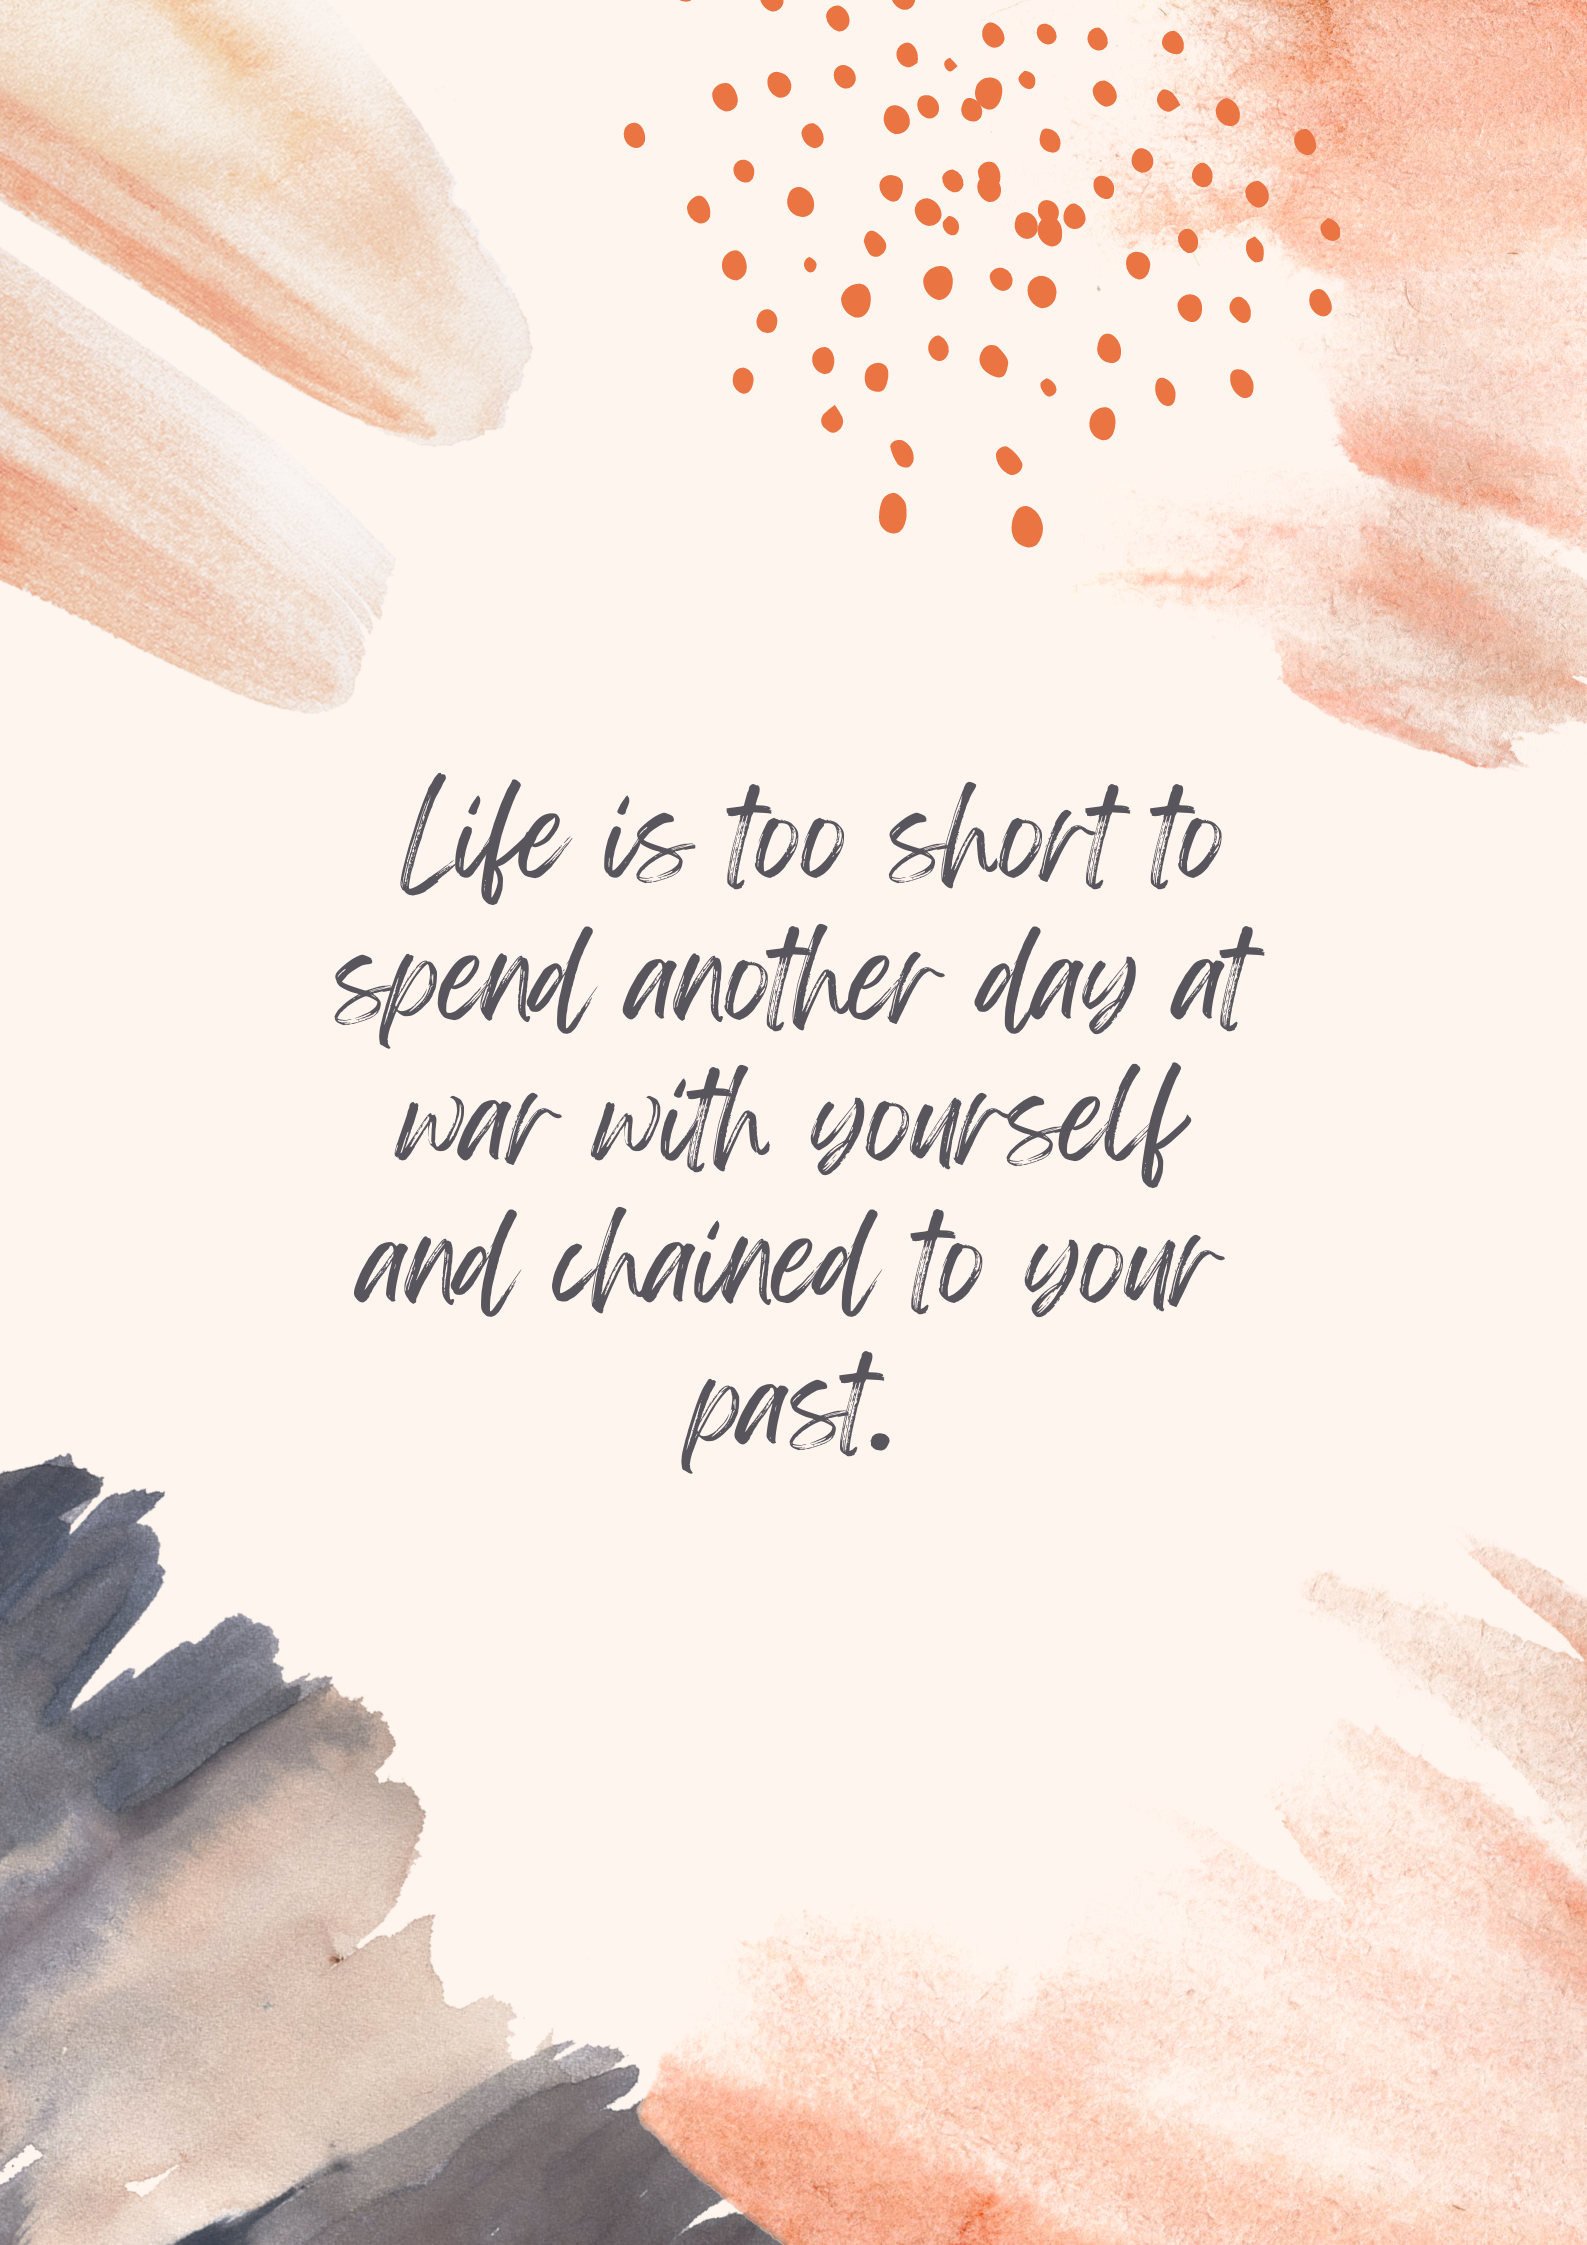 Life is too short to
spend another day at
war with yourself
and chained to your
past.